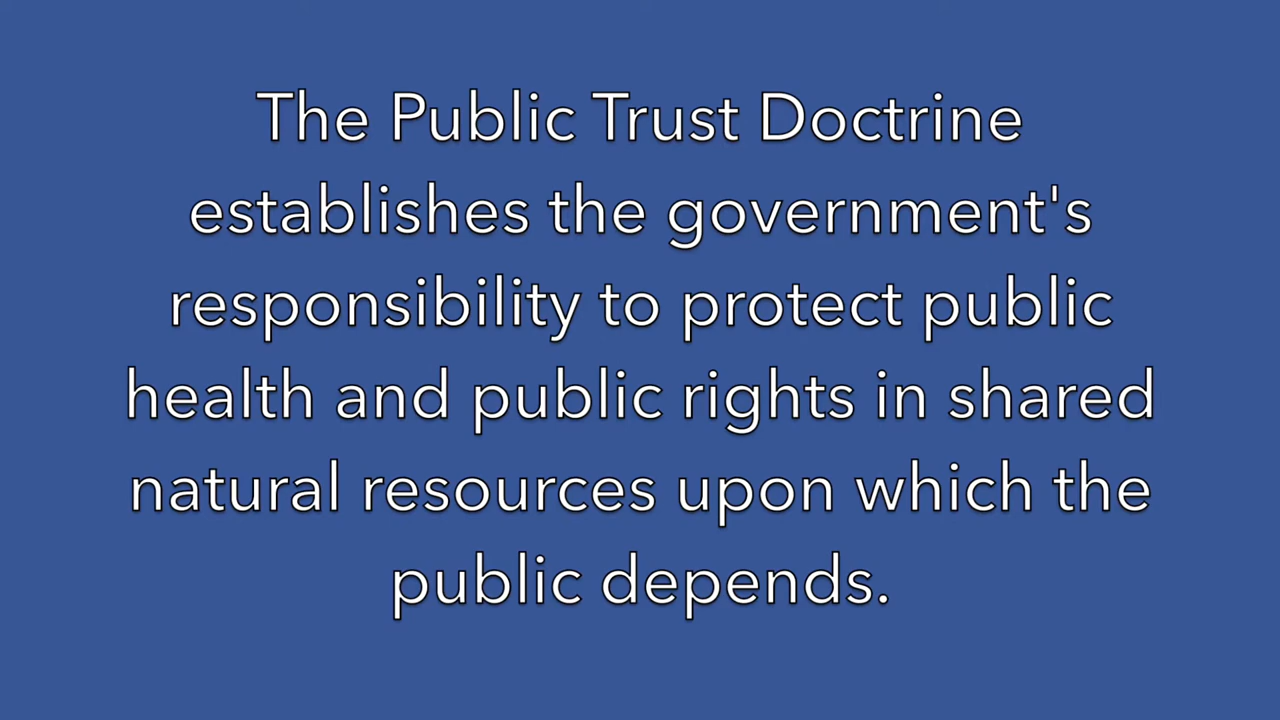 The Public Trust Doctrine
establishes the government's
responsibility to protect public
health and public rights in shared
natural resources upon which the
public depends.